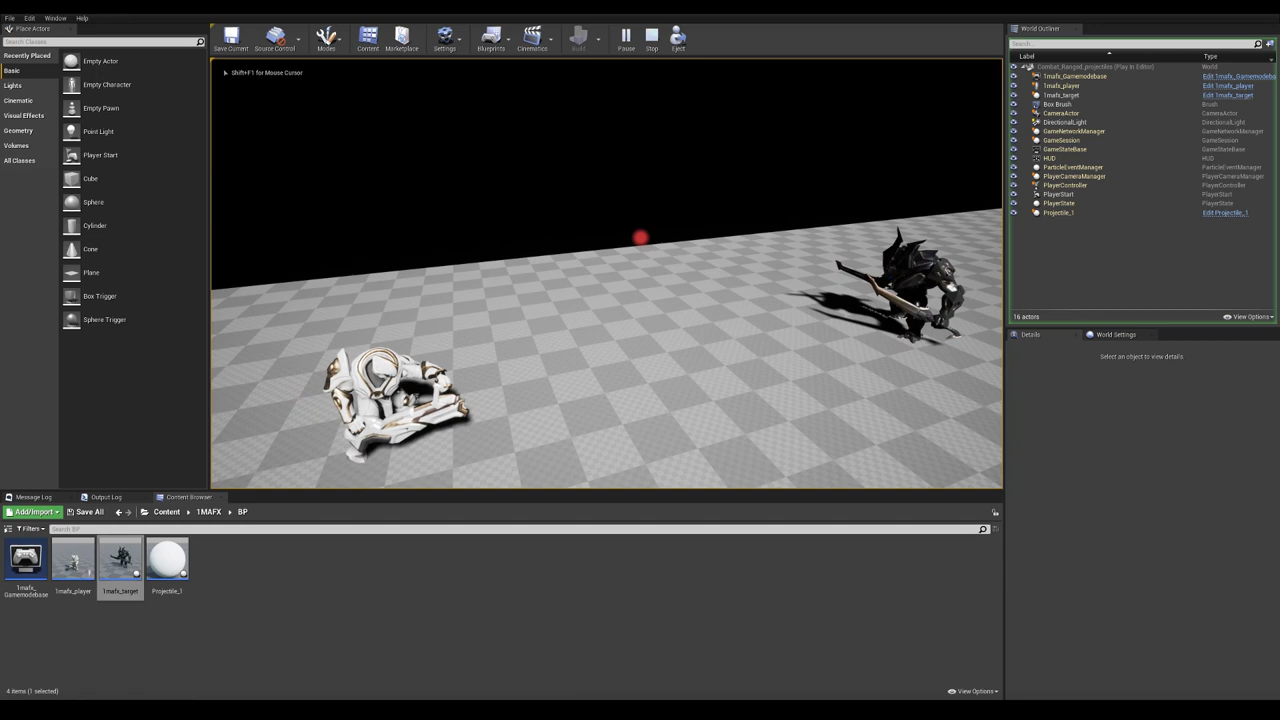 File Edit Window Help
Place Actors
Search Classes
Recently Placed
Basic
Lights
Cinematic
Visual Effects
Geometry
Volumes
All Classes
Empty Actor
Empty Character
Empty Pawn
Point Light
Player Start
Cube
Sphere
Cylinder
Cone
Plane
Box Trigger
Sphere Trigger
Save Current Source Control Modes Content Marketplace Settings Blueprints Cinematics Build Pause Stop Eject
Shift+F1 for Mouse Cursor
World Outliner
Search...
Label Type
Combat_Ranged_projectiles (Play In Editor) World
1mafx_Gamemodebase Edit 1mafx_Gamemodeba
1mafx_player Edit 1mafx_player
1mafx_target Edit 1mafx_target
Box Brush Brush
CameraActor CameraActor
DirectionalLight DirectionalLight
GameNetworkManager GameNetworkManager
GameSession GameSession
GameStateBase GameStateBase
HUD HUD
ParticleEventManager ParticleEventManager
PlayerCameraManager PlayerCameraManager
PlayerController PlayerController
PlayerStart PlayerStart
PlayerState PlayerState
Projectile_1 Edit Projectile_1
16 actors View Options
Details World Settings
Select an object to view details.
Message Log Output Log Content Browser
Add/Import Save All Content 1MAFX BP
Filters Search BP
1mafx_
Gamemodebase
1mafx_player
1mafx_target
Projectile_1
4 items (1 selected) View Options